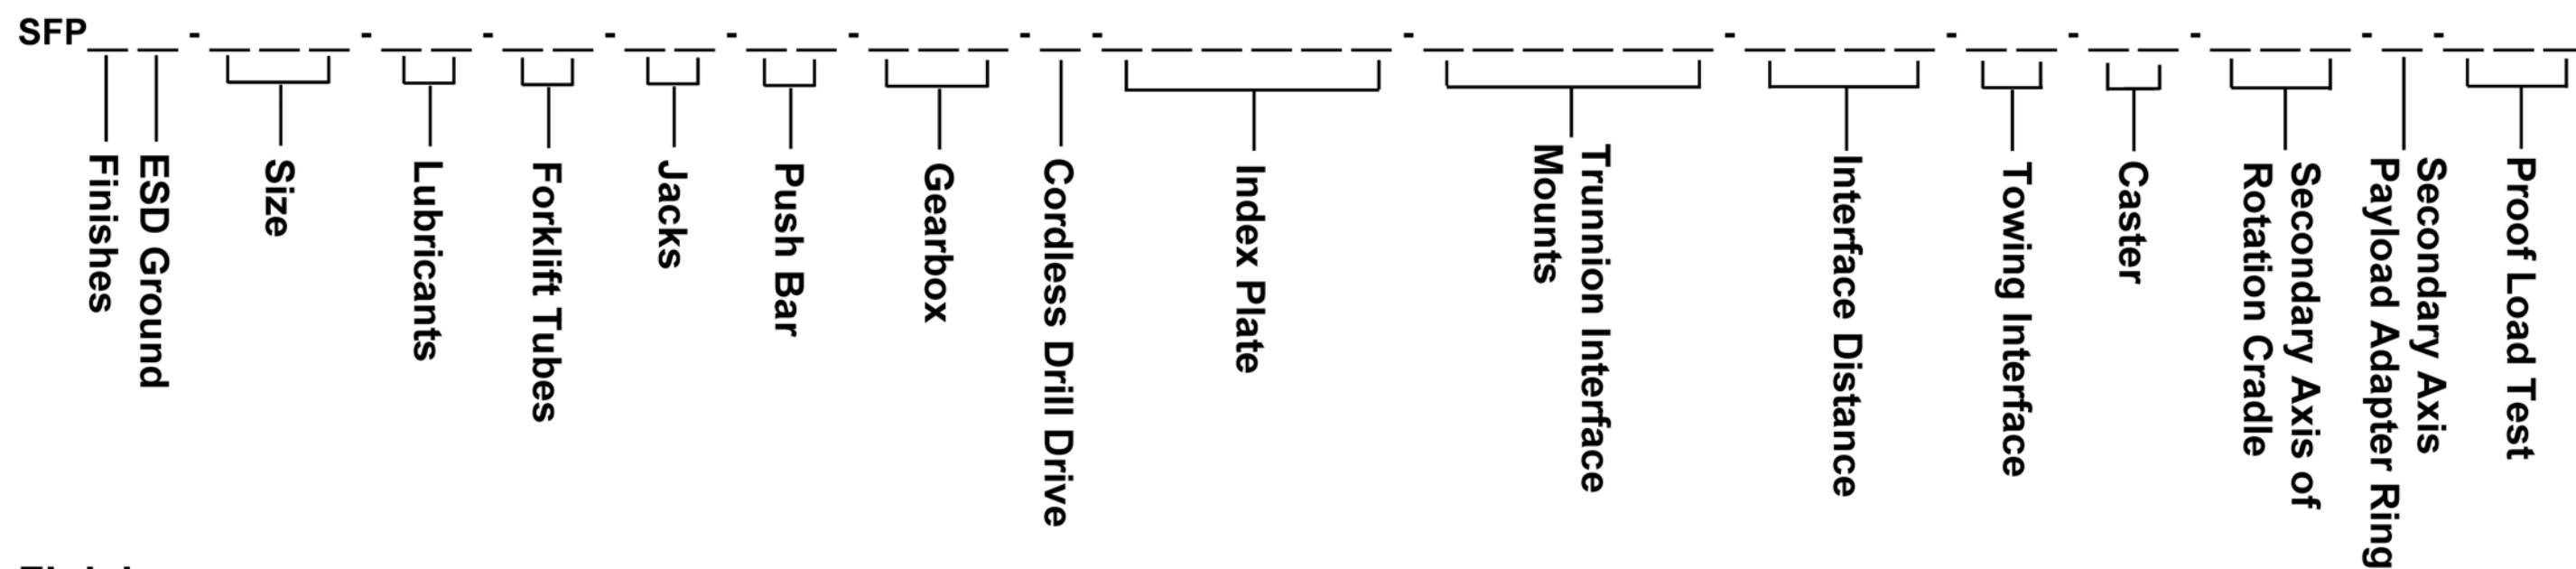 SFP__ __ - __ __ __ - __ __ - __ __ - __ __ - __ __ - __ __ __ - __ - __ __ __ __ __ __ - __ __ __ __ __ __ - __ __ __ __ - __ __ - __ __ - __ __ __ - __ - __ __ __
Finishes
ESD Ground
Size
Lubricants
Forklift Tubes
Jacks
Push Bar
Gearbox
Cordless Drill Drive
Index Plate
Trunnion Interface
Mounts
Interface Distance
Towing Interface
Caster
Secondary Axis of
Rotation Cradle
Secondary Axis
Payload Adapter Ring
Proof Load Test